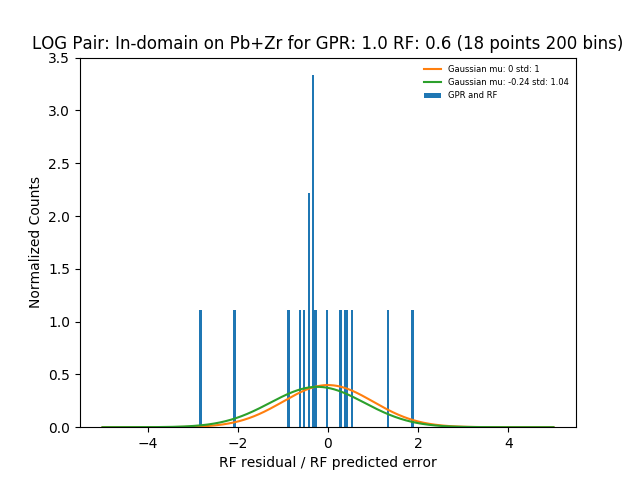 LOG Pair: In-domain on Pb+Zr for GPR: 1.0 RF: 0.6 (18 points 200 bins)
Gaussian mu: 0 std: 1
Gaussian mu: -0.24 std: 1.04
GPR and RF
Normalized Counts
3.5
3.0
2.5
2.0
1.5
1.0
0.5
0.0
−4
−2
0
2
4
RF residual / RF predicted error